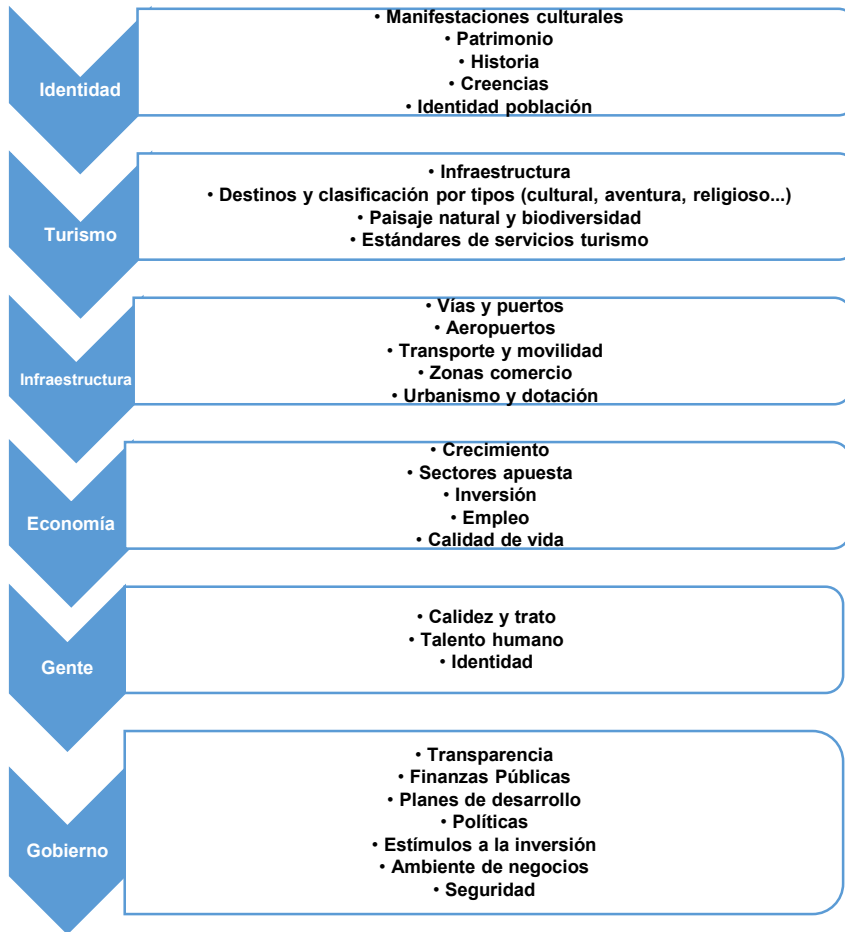 Identidad
• Manifestaciones culturales
• Patrimonio
• Historia
• Creencias
• Identidad población
Turismo
• Infraestructura
• Destinos y clasificación por tipos (cultural, aventura, religioso...)
• Paisaje natural y biodiversidad
• Estándares de servicios turismo
Infraestructura
• Vías y puertos
• Aeropuertos
• Transporte y movilidad
• Zonas comercio
• Urbanismo y dotación
Economía
• Crecimiento
• Sectores apuesta
• Inversión
• Empleo
• Calidad de vida
Gente
• Calidez y trato
• Talento humano
• Identidad
Gobierno
• Transparencia
• Finanzas Públicas
• Planes de desarrollo
• Políticas
• Estímulos a la inversión
• Ambiente de negocios
• Seguridad